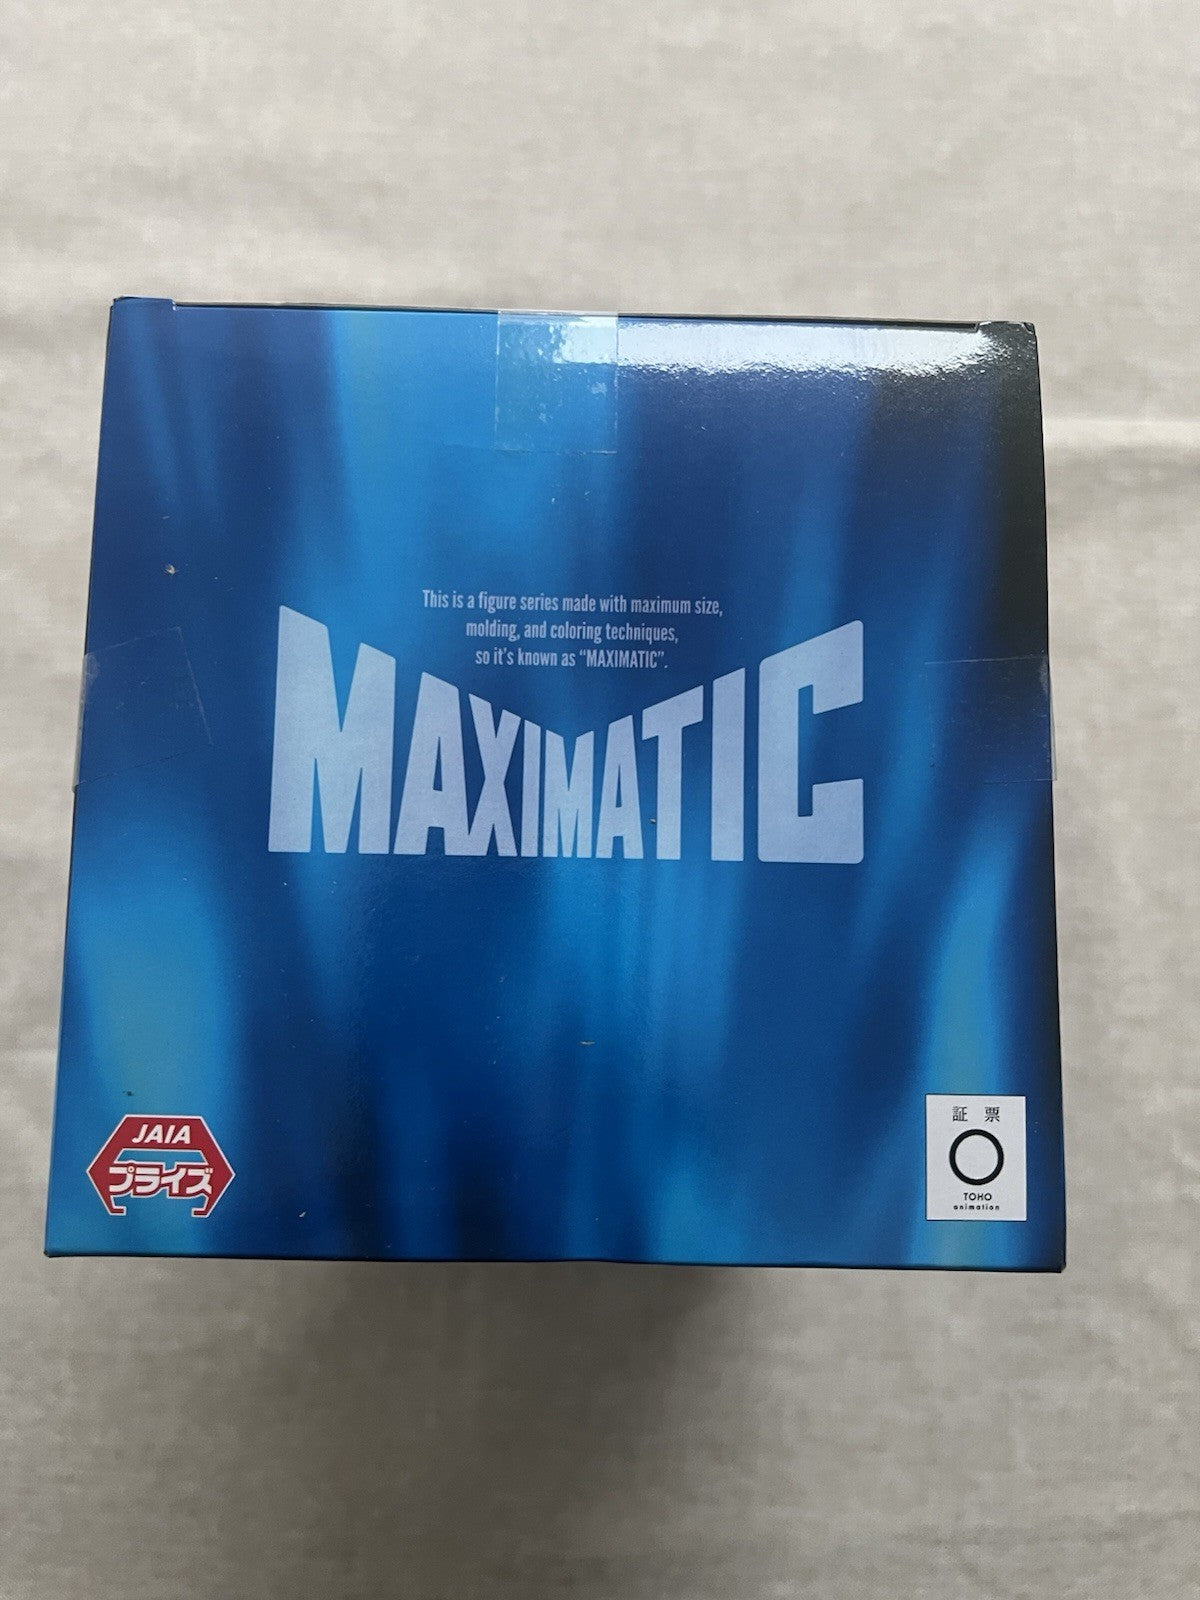 This is a figure series made with maximum size,
molding, and coloring techniques,
so it's known as “MAXIMATIC”.
MAXIMATIC
JAIA
プライズ
証 票
TOHO
animation